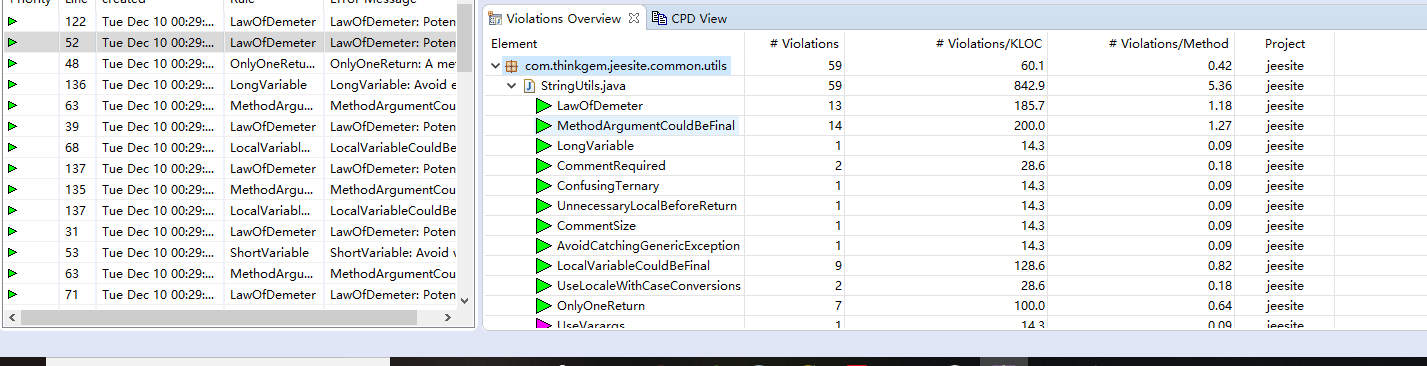 Priority Line created Rule Error Message
122 Tue Dec 10 00:29:... LawOfDemeter LawOfDemeter: Poten
52 Tue Dec 10 00:29:... LawOfDemeter LawOfDemeter: Poten
48 Tue Dec 10 00:29:... OnlyOneRetu... OnlyOneReturn: A me
136 Tue Dec 10 00:29:... LongVariable LongVariable: Avoid e
63 Tue Dec 10 00:29:... MethodArgu... MethodArgumentCou
39 Tue Dec 10 00:29:... LawOfDemeter LawOfDemeter: Poten
68 Tue Dec 10 00:29:... LocalVariabl... LocalVariableCouldBe
137 Tue Dec 10 00:29:... LawOfDemeter LawOfDemeter: Poten
135 Tue Dec 10 00:29:... MethodArgu... MethodArgumentCou
137 Tue Dec 10 00:29:... LocalVariabl... LocalVariableCouldBe
31 Tue Dec 10 00:29:... LawOfDemeter LawOfDemeter: Poten
53 Tue Dec 10 00:29:... ShortVariable ShortVariable: Avoid v
63 Tue Dec 10 00:29:... MethodArgu... MethodArgumentCou
71 Tue Dec 10 00:29:... LawOfDemeter LawOfDemeter: Poten
Violations Overview CPD View
Element # Violations # Violations/KLOC # Violations/Method Project
com.thinkgem.jeesite.common.utils 59 60.1 0.42 jeesite
StringUtils.java 59 842.9 5.36 jeesite
LawOfDemeter 13 185.7 1.18 jeesite
MethodArgumentCouldBeFinal 14 200.0 1.27 jeesite
LongVariable 1 14.3 0.09 jeesite
CommentRequired 2 28.6 0.18 jeesite
ConfusingTernary 1 14.3 0.09 jeesite
UnnecessaryLocalBeforeReturn 1 14.3 0.09 jeesite
CommentSize 1 14.3 0.09 jeesite
AvoidCatchingGenericException 1 14.3 0.09 jeesite
LocalVariableCouldBeFinal 9 128.6 0.82 jeesite
UseLocaleWithCaseConversions 2 28.6 0.18 jeesite
OnlyOneReturn 7 100.0 0.64 jeesite
UseVarargs 1 14.3 0.09 jeesite